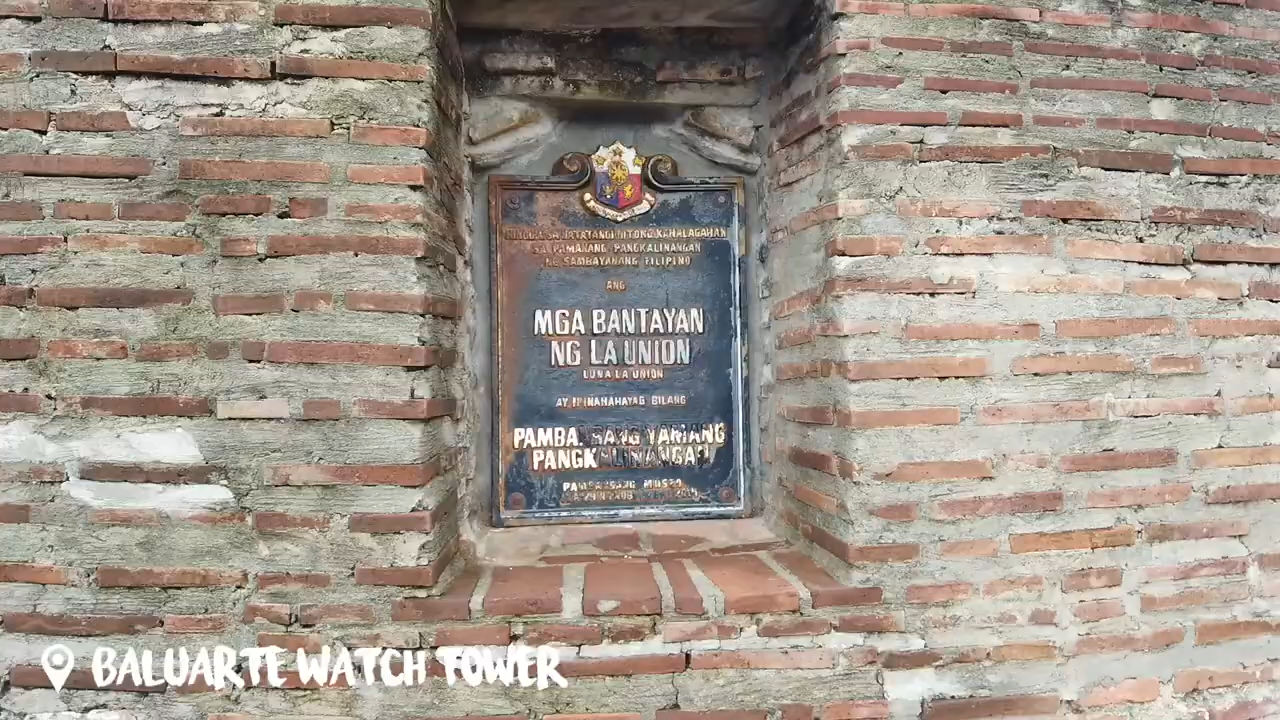 KAHALAGAHAN
SA PAMANANG PANGKALINANGAN
NG SAMBAYANANG FILIPINO
ANG
MGA BANTAYAN
NG LA UNION
LUNA LA UNION
AY IPINAHAHAYAG BILANG
PAMBANSANG YAMANG
PANGKALINANGAN
PAMBANSANG MUSEO
BALUARTE WATCH TOWER